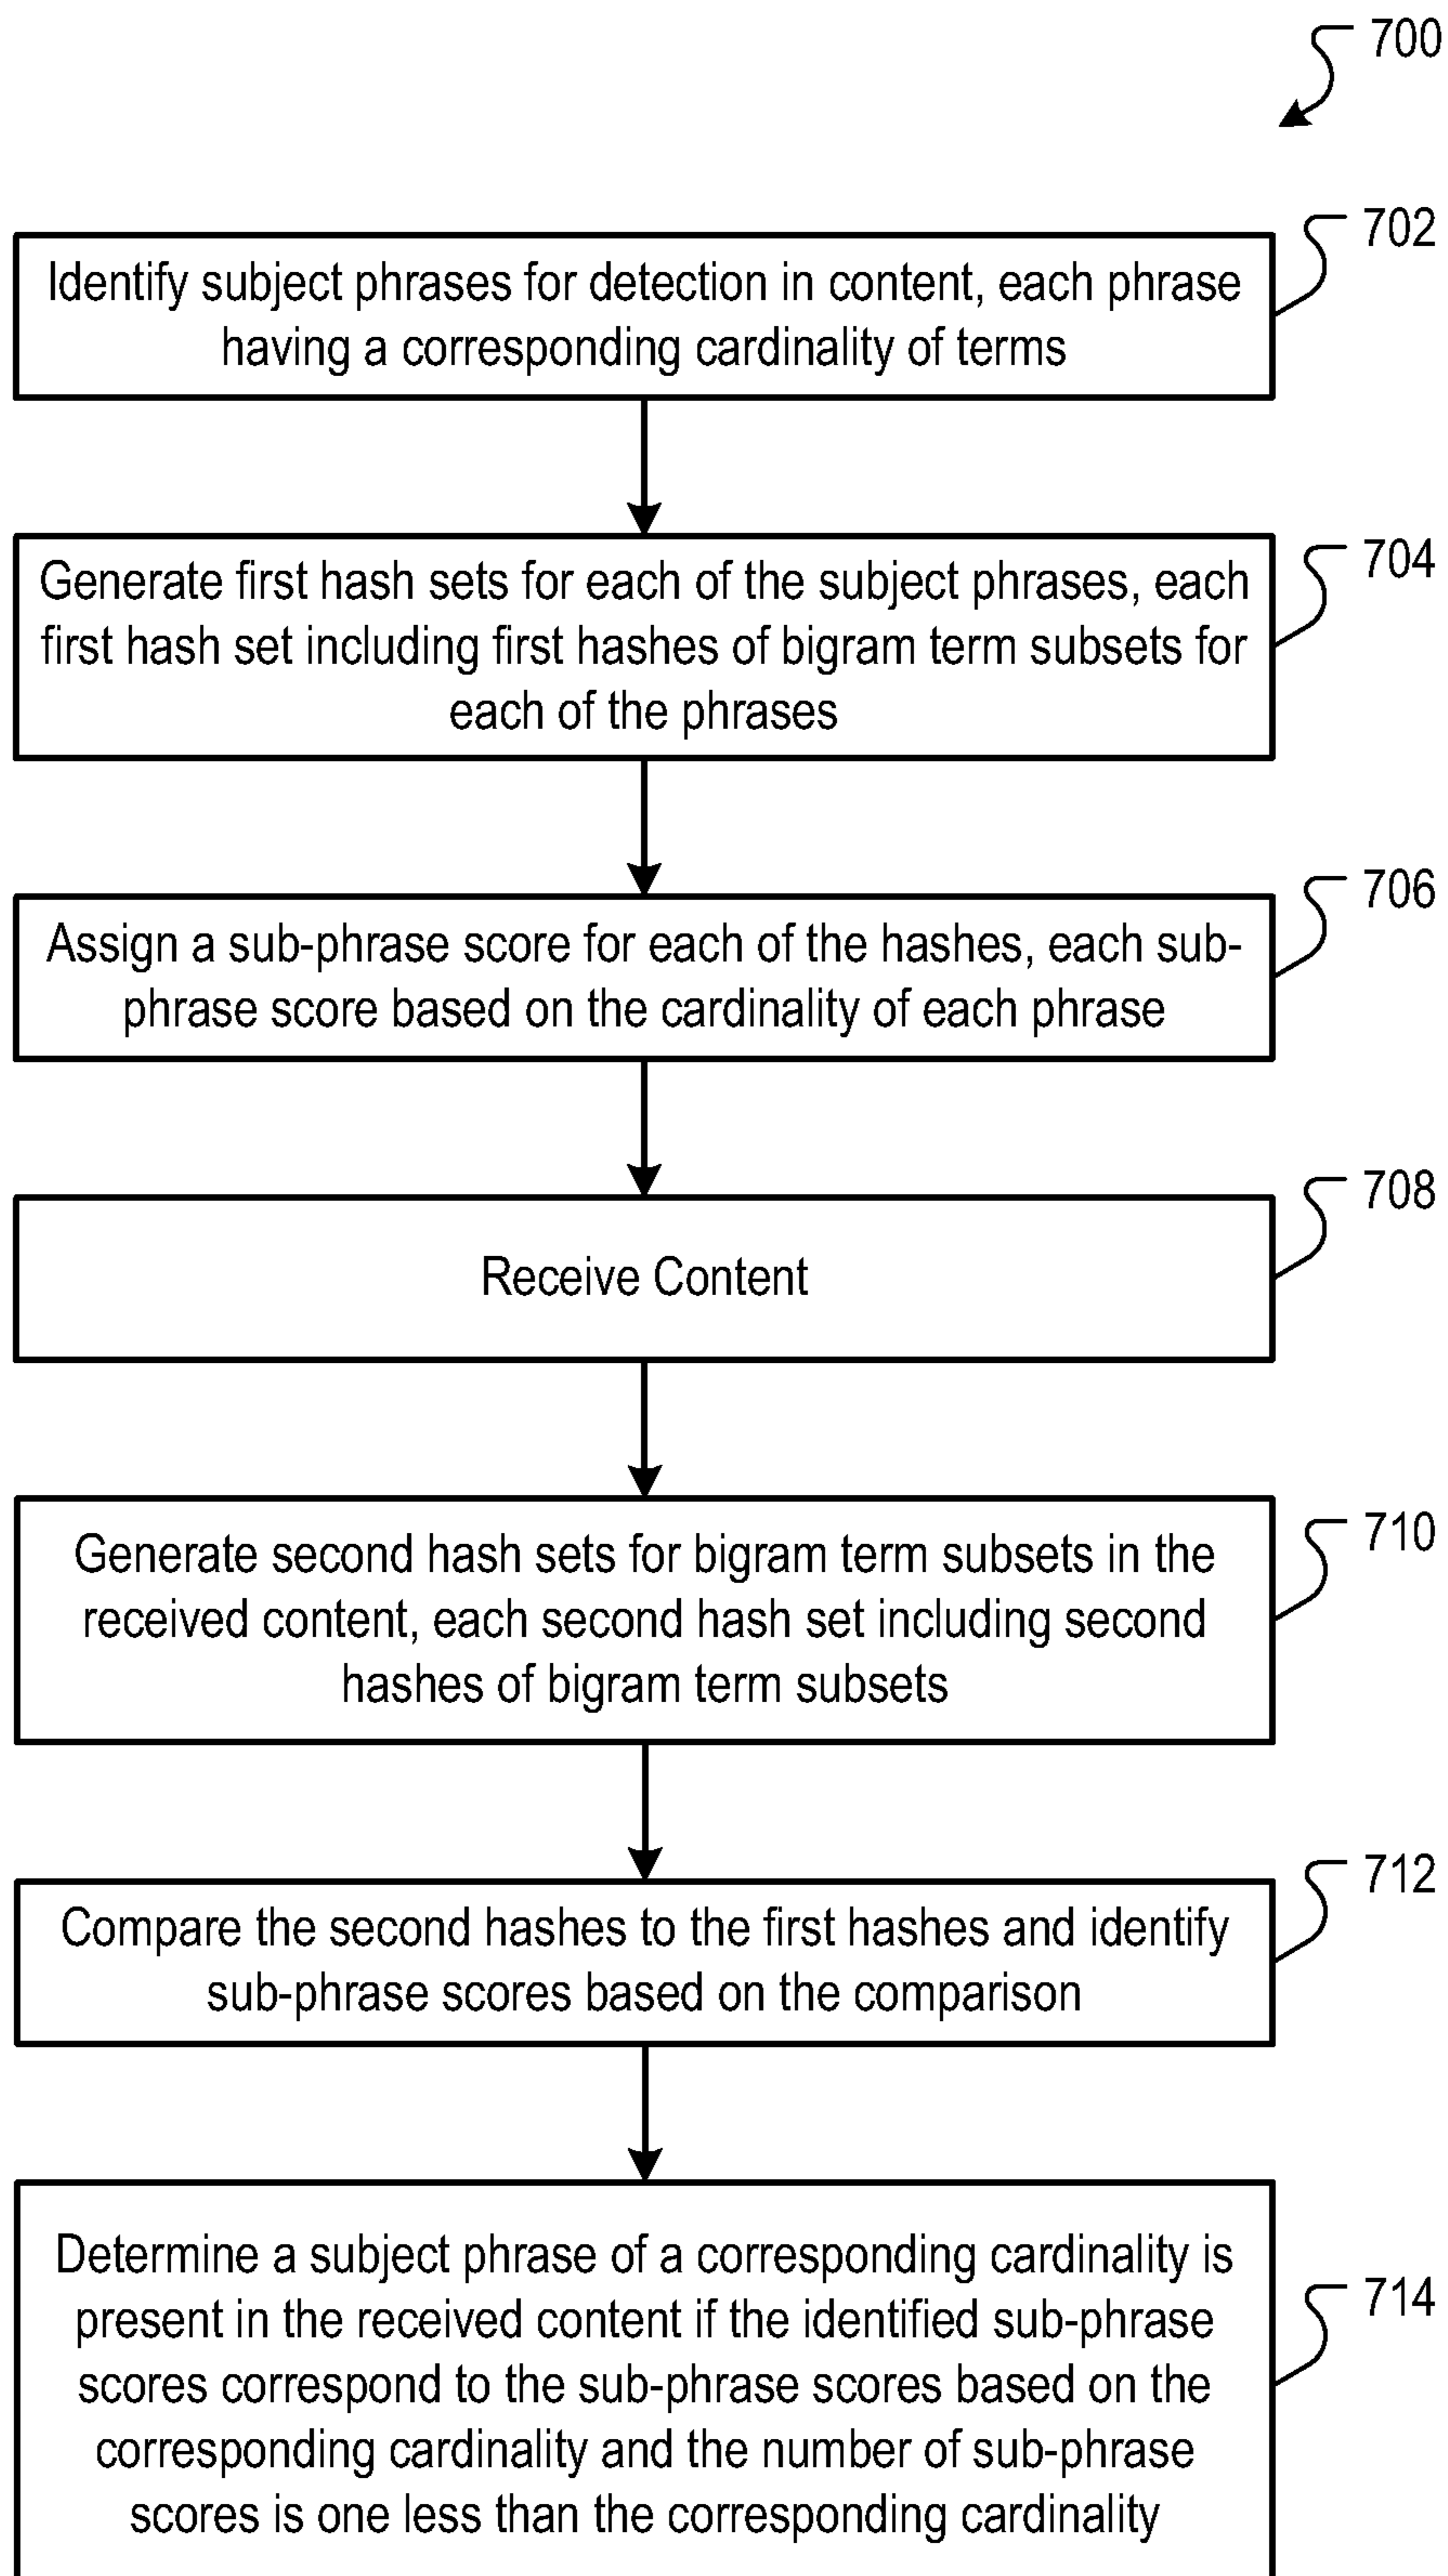 700
702
Identify subject phrases for detection in content, each phrase
having a corresponding cardinality of terms
704
Generate first hash sets for each of the subject phrases, each
first hash set including first hashes of bigram term subsets for
each of the phrases
706
Assign a sub-phrase score for each of the hashes, each sub-
phrase score based on the cardinality of each phrase
708
Receive Content
710
Generate second hash sets for bigram term subsets in the
received content, each second hash set including second
hashes of bigram term subsets
712
Compare the second hashes to the first hashes and identify
sub-phrase scores based on the comparison
Determine a subject phrase of a corresponding cardinality is
present in the received content if the identified sub-phrase
714
scores correspond to the sub-phrase scores based on the
corresponding cardinality and the number of sub-phrase
scores is one less than the corresponding cardinality